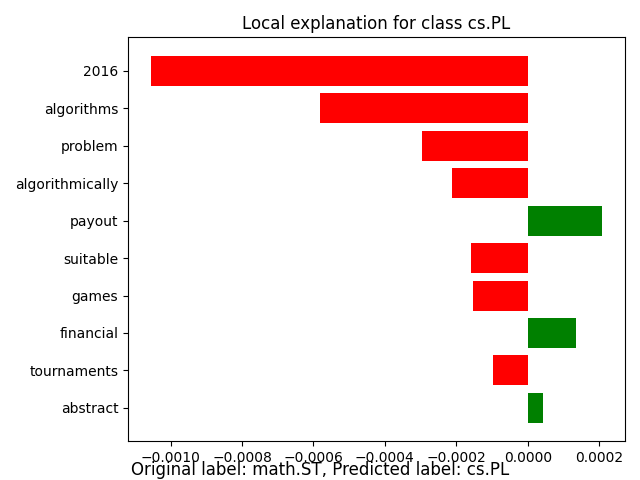 Local explanation for class cs.PL
2016
algorithms
problem
algorithmically
payout
suitable
games
financial
tournaments
abstract
−0.0010 −0.0008 −0.0006 −0.0004 −0.0002 0.0000 0.0002
Original label: math.ST, Predicted label: cs.PL